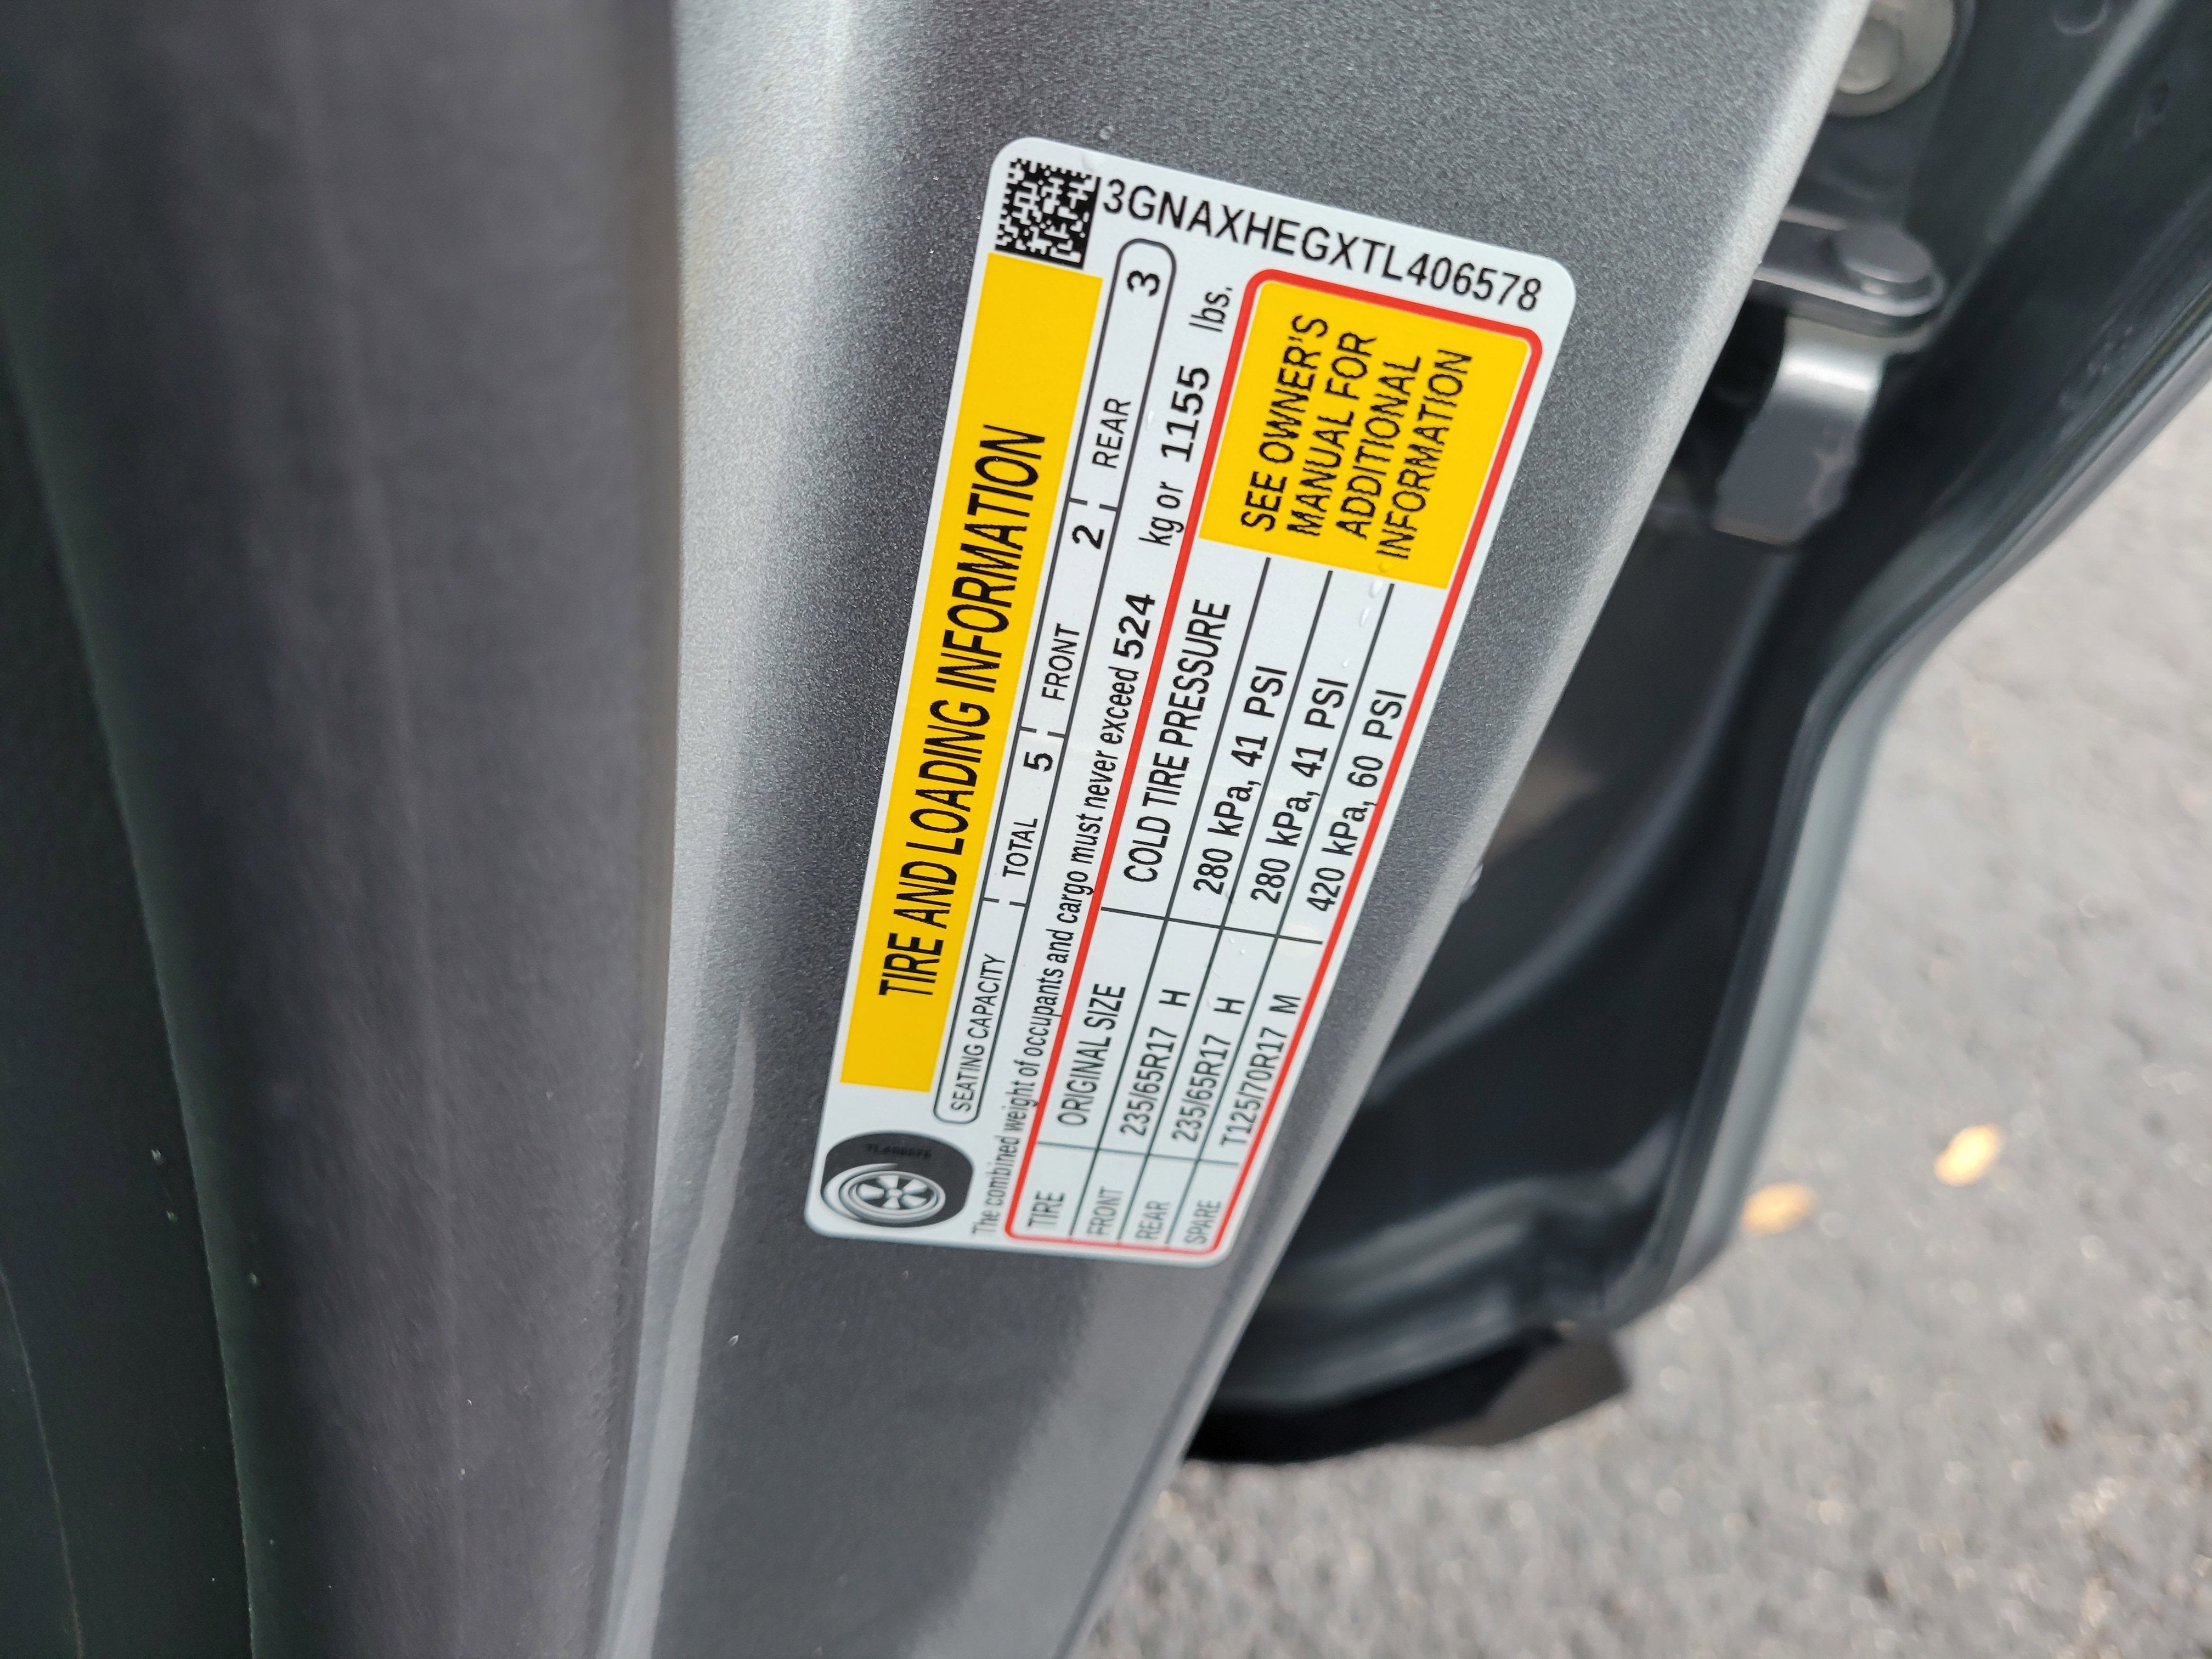 3GNAXHEGXTL406578
TIRE AND LOADING INFORMATION
SEATING CAPACITY TOTAL 5 FRONT 2 REAR 3
The combined weight of occupants and cargo must never exceed 524 kg or 1155 lbs.
TIRE ORIGINAL SIZE COLD TIRE PRESSURE
FRONT 235/65R17 H 280 kPa, 41 PSI
REAR 235/65R17 H 280 kPa, 41 PSI
SPARE T125/70R17 M 420 kPa, 60 PSI
SEE OWNER'S
MANUAL FOR
ADDITIONAL
INFORMATION